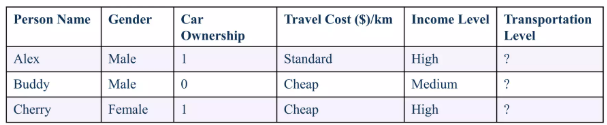 Person Name Gender Car Ownership Travel Cost ($)/km Income Level Transportation Level
Alex Male 1 Standard High ?
Buddy Male 0 Cheap Medium ?
Cherry Female 1 Cheap High ?